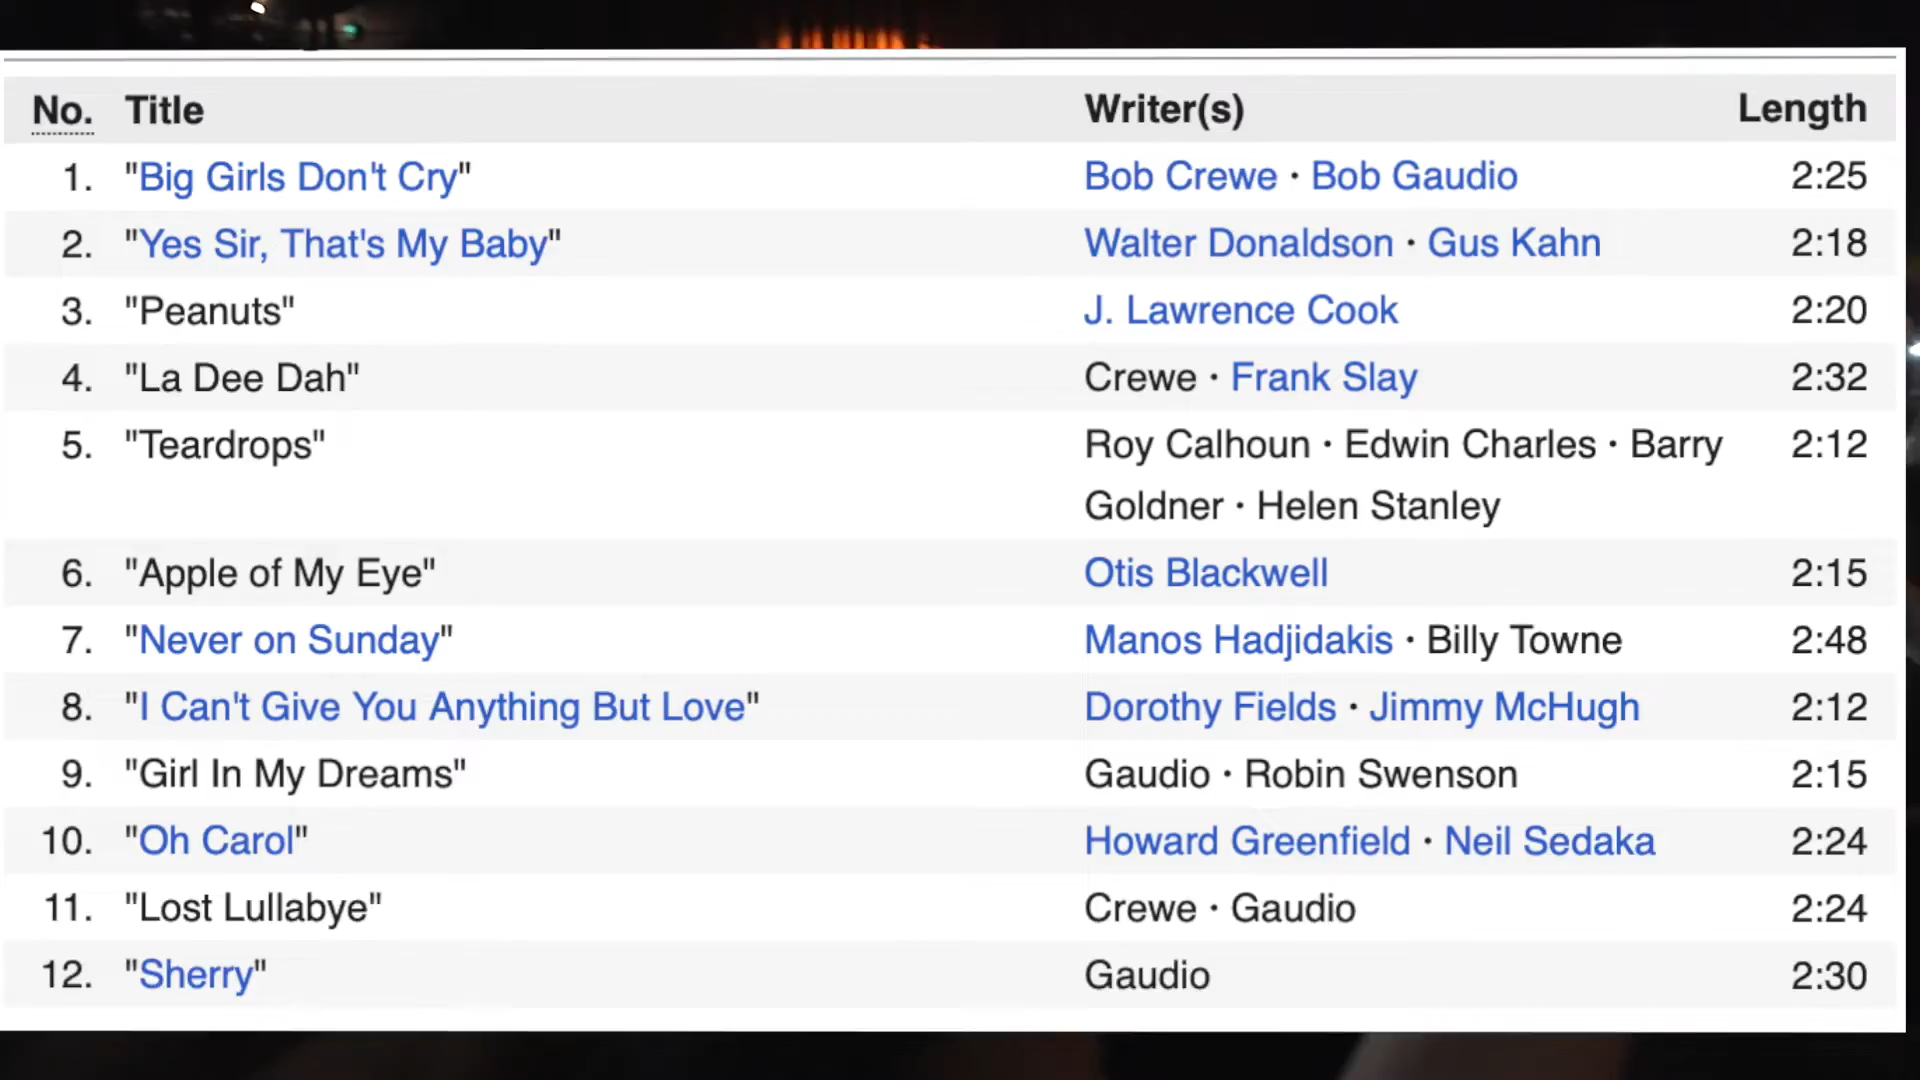 No. Title Writer(s) Length
1. "Big Girls Don't Cry" Bob Crewe · Bob Gaudio 2:25
2. "Yes Sir, That's My Baby" Walter Donaldson · Gus Kahn 2:18
3. "Peanuts" J. Lawrence Cook 2:20
4. "La Dee Dah" Crewe · Frank Slay 2:32
5. "Teardrops" Roy Calhoun · Edwin Charles · Barry 2:12
Goldner · Helen Stanley
6. "Apple of My Eye" Otis Blackwell 2:15
7. "Never on Sunday" Manos Hadjidakis · Billy Towne 2:48
8. "I Can't Give You Anything But Love" Dorothy Fields · Jimmy McHugh 2:12
9. "Girl In My Dreams" Gaudio · Robin Swenson 2:15
10. "Oh Carol" Howard Greenfield · Neil Sedaka 2:24
11. "Lost Lullabye" Crewe · Gaudio 2:24
12. "Sherry" Gaudio 2:30